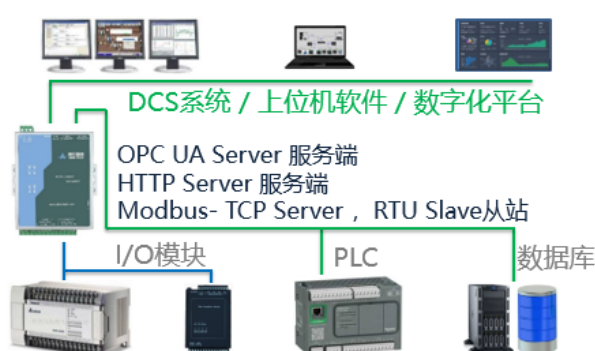 DCS系统 / 上位机软件 / 数字化平台
OPC UA Server 服务端
HTTP Server 服务端
Modbus- TCP Server ，RTU Slave从站
I/O模块
PLC
数据库